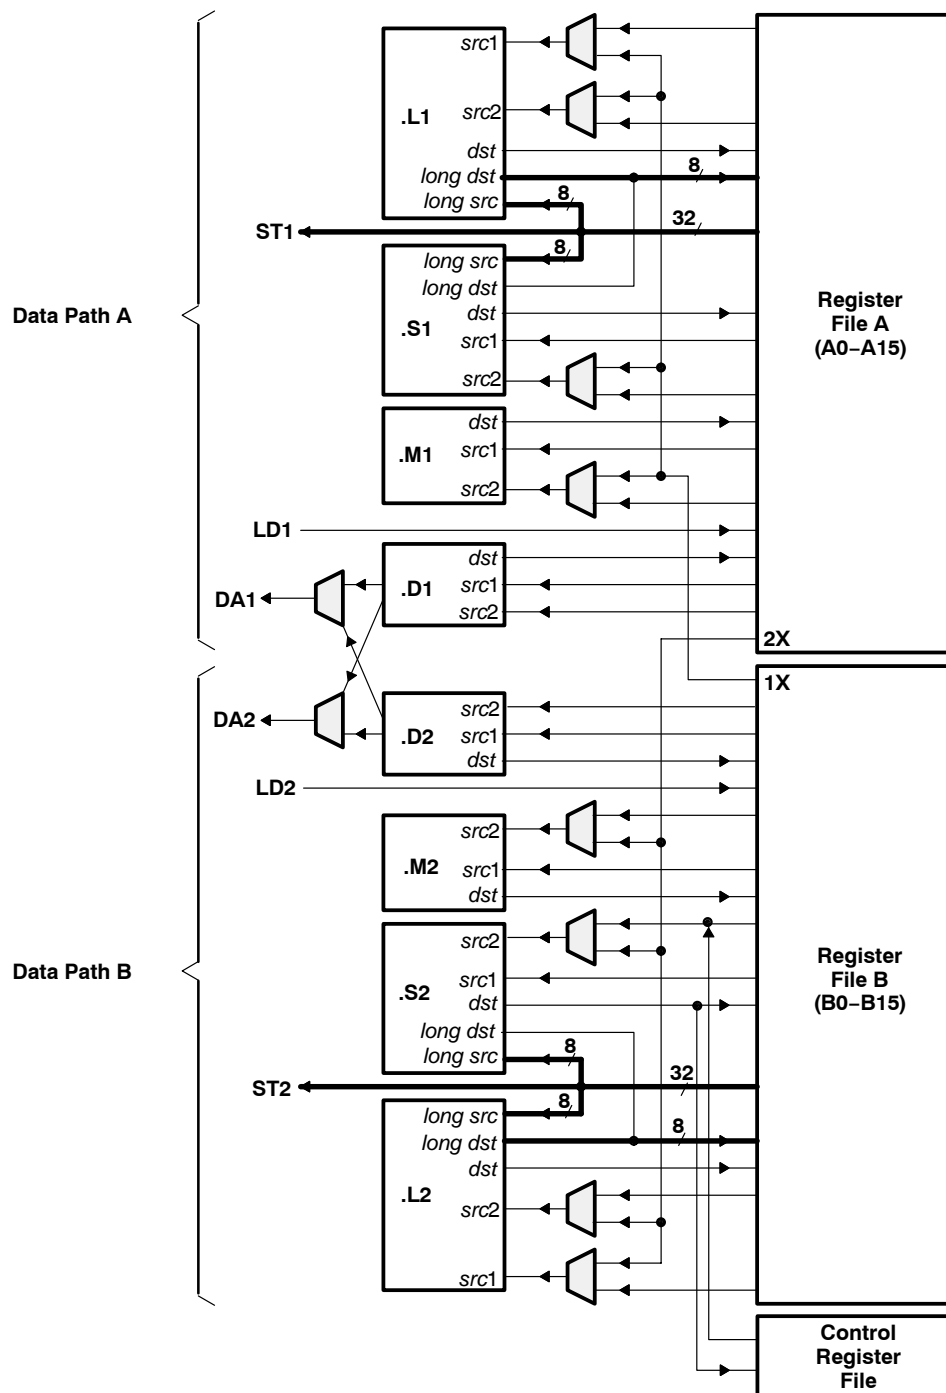 src1
.L1
src2
dst
long dst
8
long src
8
ST1
32
8
long src
long dst
dst
.S1
src1
src2
Data Path A
Register
File A
(A0–A15)
dst
.M1
src1
src2
LD1
dst
.D1
src1
src2
DA1
2X
1X
DA2
src2
.D2
src1
dst
LD2
src2
.M2
src1
dst
src2
.S2
src1
dst
long dst
long src
8
Data Path B
Register
File B
(B0–B15)
ST2
32
8
long src
long dst
8
dst
.L2
src2
src1
Control
Register
File